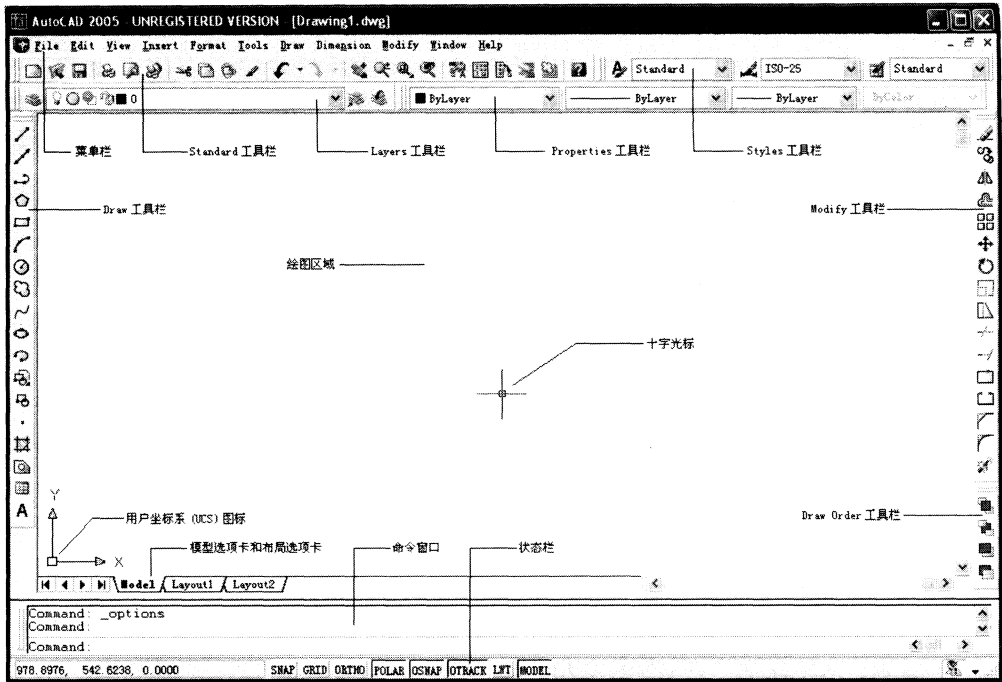 AutoCAD 2005 - UNREGISTERED VERSION - [Drawing1.dwg]
File Edit View Insert Format Tools Draw Dimension Modify Window Help
Standard ISO-25 Standard
0 ByLayer ByLayer ByLayer ByColor
菜单栏 Standard 工具栏 Layers 工具栏 Properties 工具栏 Styles 工具栏
Draw 工具栏 Modify 工具栏
绘图区域
十字光标
A
Y
用户坐标系 (UCS) 图标 Draw Order 工具栏
模型选项卡和布局选项卡 命令窗口 状态栏
X
Model Layout1 Layout2
Command: _options
Command:
Command:
978.8976, 542.6238, 0.0000 SNAP GRID ORTHO POLAR OSNAP OTRACK LWT MODEL